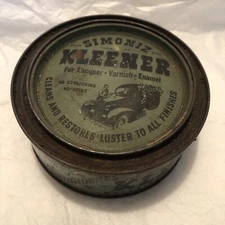 SIMONIZ
KLEENER
For Lacquer • Varnish • Enamel
CLEANS AND RESTORES LUSTER TO ALL FINISHES